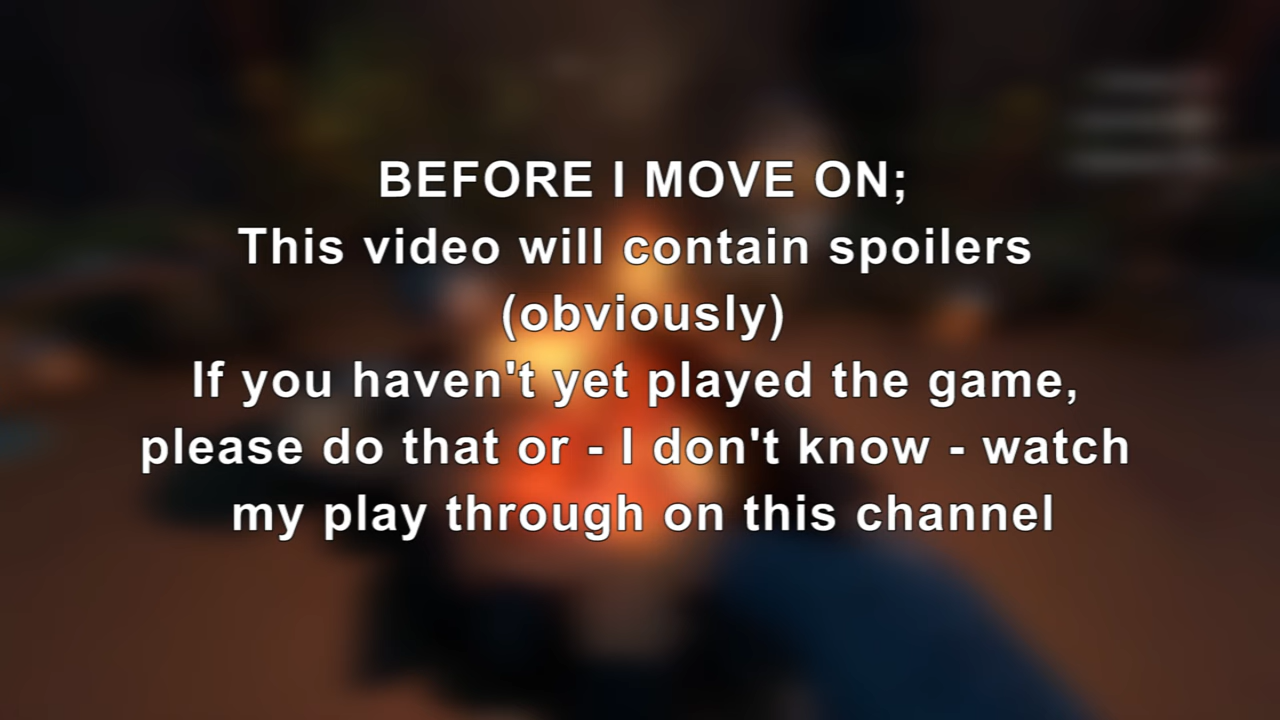 BEFORE I MOVE ON;
This video will contain spoilers
(obviously)
If you haven't yet played the game,
please do that or - I don't know - watch
my play through on this channel